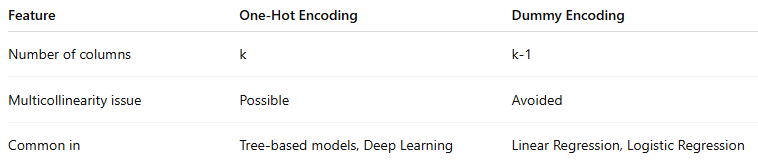 Feature One-Hot Encoding Dummy Encoding
Number of columns k k-1
Multicollinearity issue Possible Avoided
Common in Tree-based models, Deep Learning Linear Regression, Logistic Regression